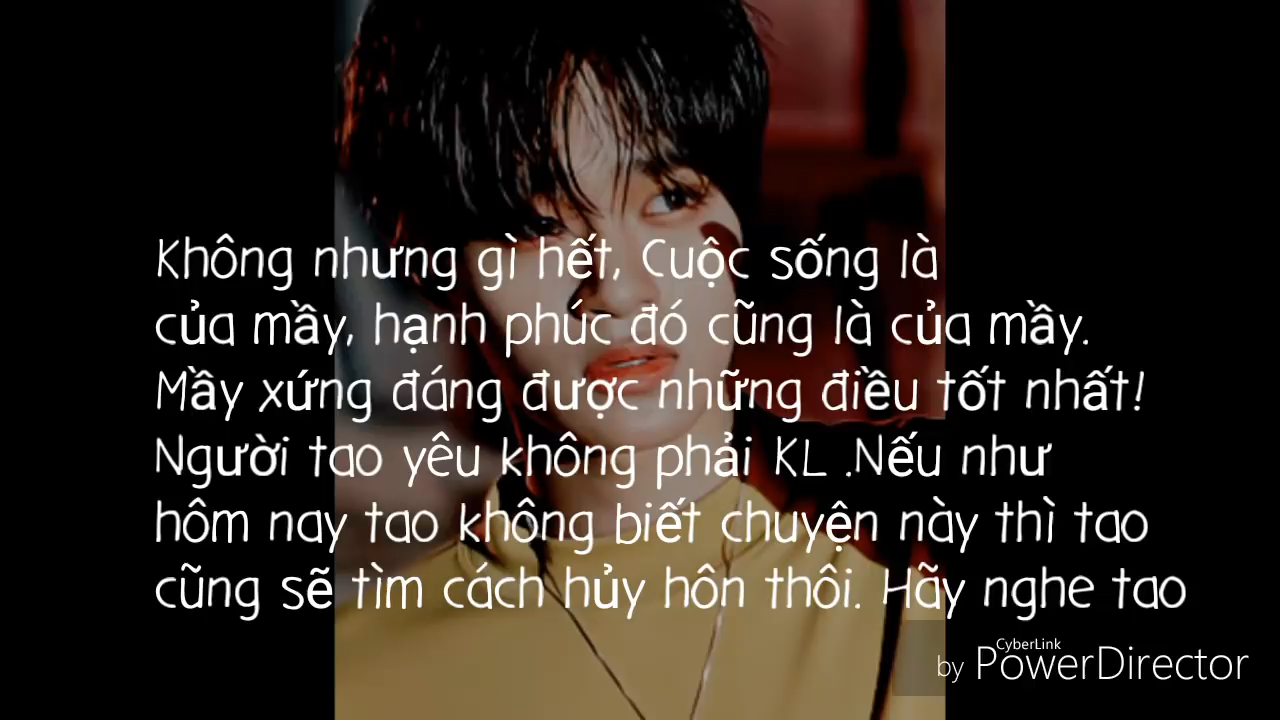 Không nhưng gì hết, Cuộc sống là
của mầy, hạnh phúc đó cũng là của mầy.
Mầy xứng đáng được những điều tốt nhất!
Người tao yêu không phải KL .Nếu như
hôm nay tao không biết chuyện này thì tao
cũng sẽ tìm cách hủy hôn thôi. Hãy nghe tao
CyberLink
by PowerDirector